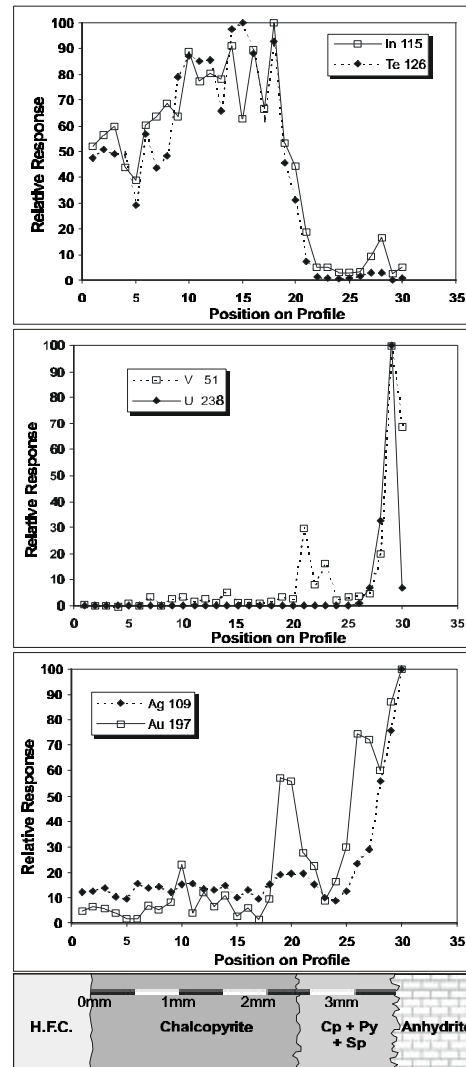 Relative Response
100
90
80
70
60
50
40
30
20
10
0
In 115
Te 126
0 5 10 15 20 25 30 35
Position on Profile
Relative Response
100
90
80
70
60
50
40
30
20
10
0
V 51
U 238
0 5 10 15 20 25 30 35
Position on Profile
Relative Response
100
90
80
70
60
50
40
30
20
10
0
Ag 109
Au 197
0 5 10 15 20 25 30 35
Position on Profile
0mm 1mm 2mm 3mm
H.F.C. Chalcopyrite Cp + Py + Sp Anhydrite